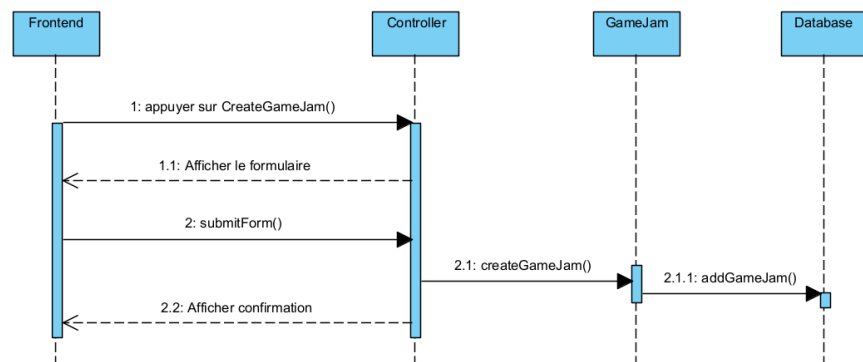 Frontend
Controller
GameJam
Database
1: appuyer sur CreateGameJam()
1.1: Afficher le formulaire
2: submitForm()
2.1: createGameJam()
2.1.1: addGameJam()
2.2: Afficher confirmation